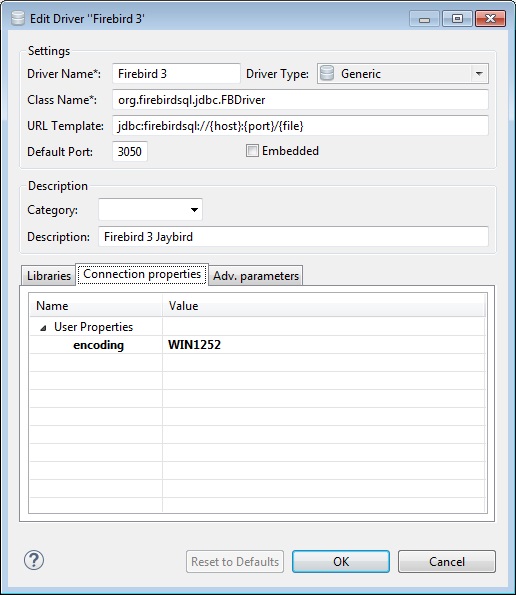 Edit Driver "Firebird 3'
Settings
Driver Name*: Firebird 3 Driver Type: Generic
Class Name*: org.firebirdsql.jdbc.FBDriver
URL Template: jdbc:firebirdsql://{host}:{port}/{file}
Default Port: 3050 Embedded
Description
Category:
Description: Firebird 3 Jaybird
Libraries Connection properties Adv. parameters
Name Value
User Properties
encoding WIN1252
? Reset to Defaults OK Cancel